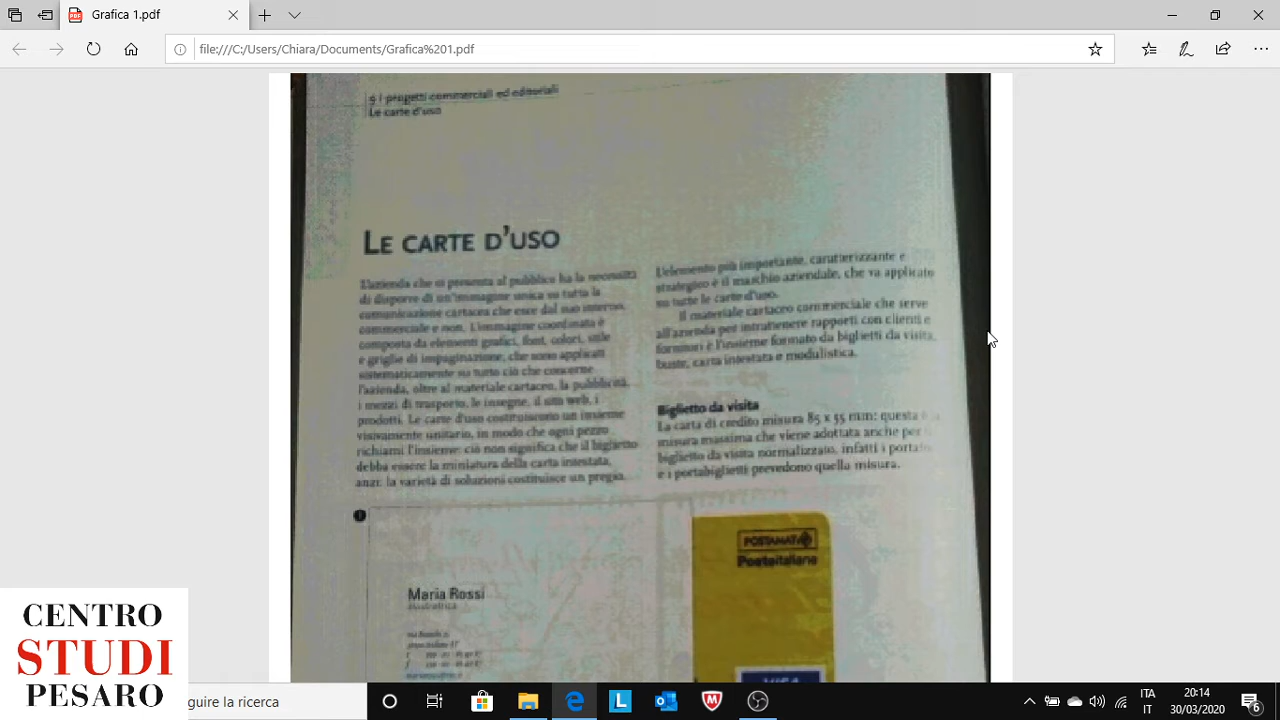 Grafica 1.pdf
file:///C:/Users/Chiara/Documents/Grafica%201.pdf
9 i progetti commerciali ed editoriali
Le carte d'uso
LE CARTE D'USO
L'azienda che si presenta al pubblico ha la necessità
di disporre di un'immagine unica su tutta la
comunicazione cartacea che esce dal suo interno,
commerciale e non. L'immagine coordinata è
composta da elementi grafici, font, colori, stile
e griglie di impaginazione, che sono applicati
sistematicamente su tutto ciò che concerne
l'azienda, oltre al materiale cartaceo, la pubblicità,
i mezzi di trasporto, le insegne, il sito web, i
prodotti. Le carte d'uso costituiscono un insieme
visivamente unitario, in modo che ogni pezzo
richiami l'insieme: ciò non significa che il biglietto
debba essere la miniatura della carta intestata,
anzi, la varietà di soluzioni costituisce un pregio.
L'elemento più importante, caratterizzante e
strategico è il marchio aziendale, che va applicato
su tutte le carte d'uso.
Il materiale cartaceo commerciale che serve
all'azienda per intrattenere rapporti con clienti e
fornitori è l'insieme formato da biglietti da visita,
buste, carta intestata e modulistica.
Biglietto da visita
La carta di credito misura 85 x 55 mm: questa è
misura massima che viene adottata anche per
biglietto da visita normalizzato, infatti i
e i portabiglietti prevedono quella misura.
1
Maria Rossi
POSTAMAT
Posteitaliane
CENTRO
STUDI
PESARO
guire la ricerca
ITA
IT
20:14
30/03/2020
6